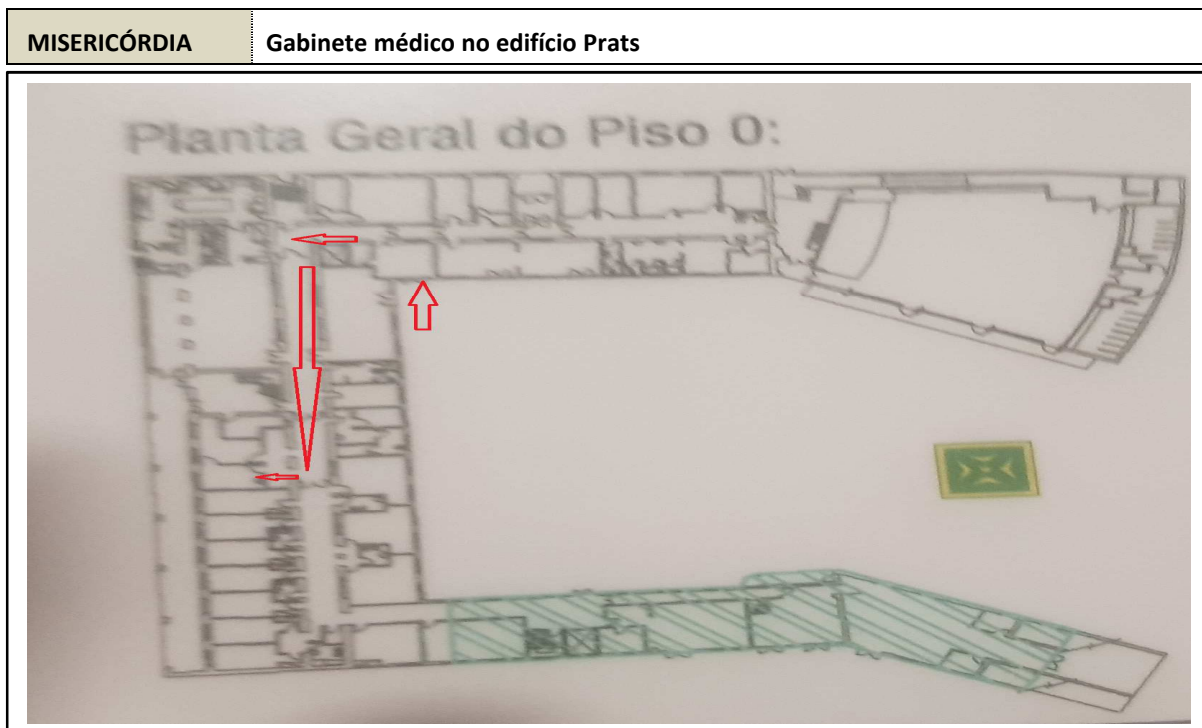 MISERICÓRDIA
Gabinete médico no edifício Prats
Planta Geral do Piso 0: